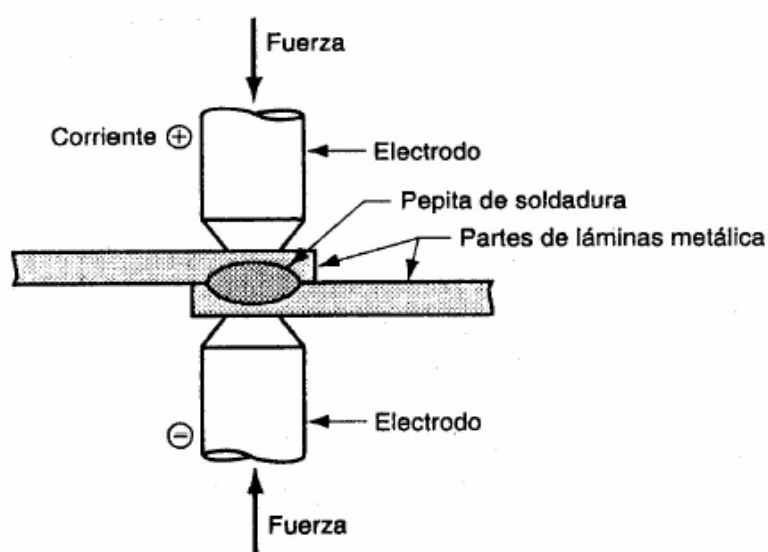 Fuerza
Corriente ⊕
Electrodo
Pepita de soldadura
Partes de láminas metálica
Electrodo
⊖
Fuerza